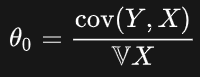 θ₀ = cov(Y, X) / 𝕍X